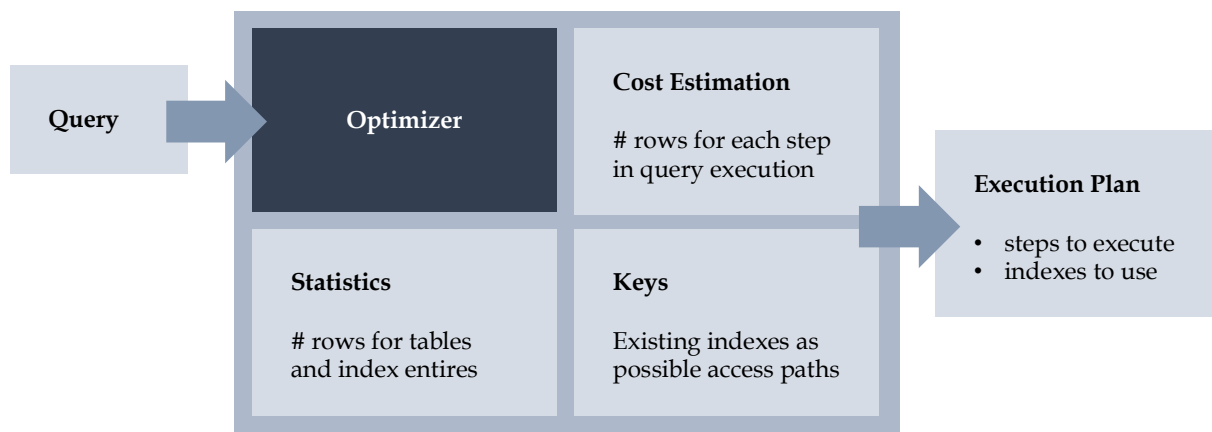 Query
Optimizer
Cost Estimation
# rows for each step
in query execution
Statistics
# rows for tables
and index entires
Keys
Existing indexes as
possible access paths
Execution Plan
• steps to execute
• indexes to use